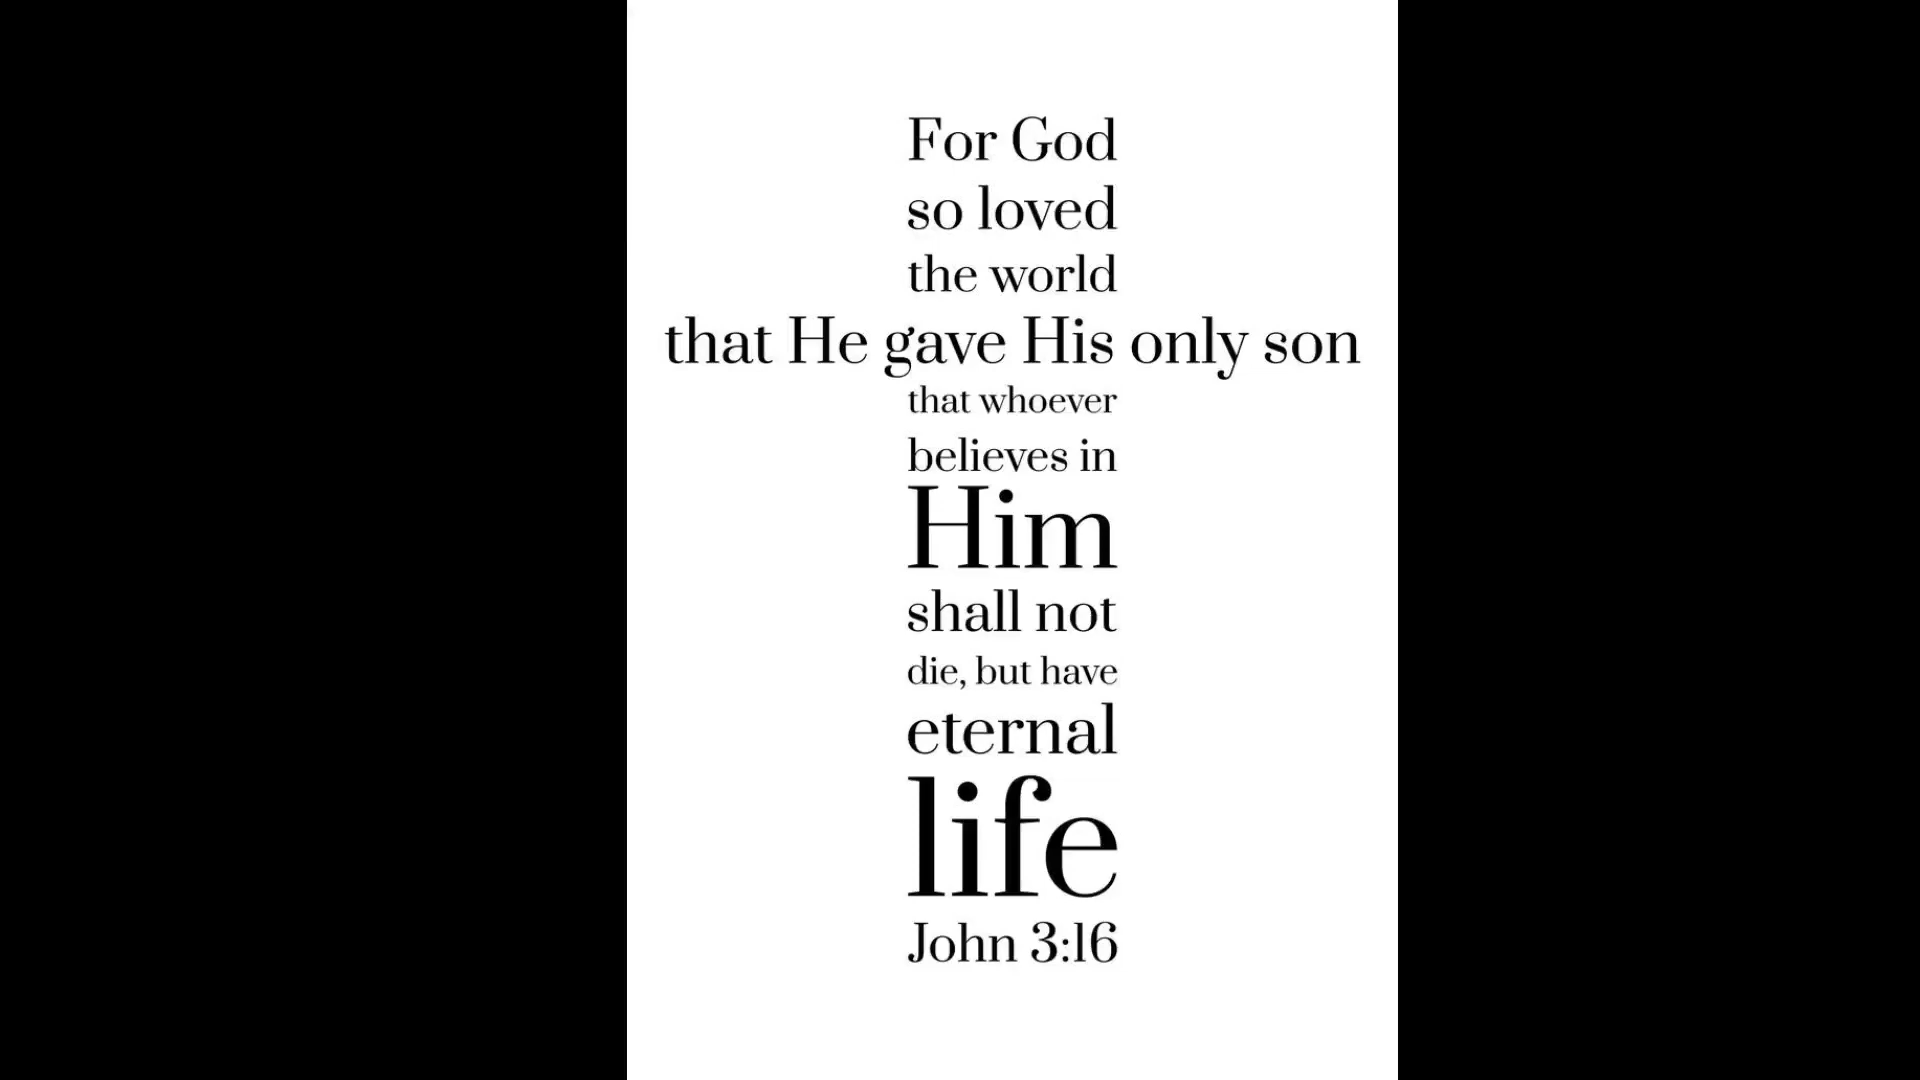 For God
so loved
the world
that He gave His only son
that whoever
believes in
Him
shall not
die, but have
eternal
life
John 3:16